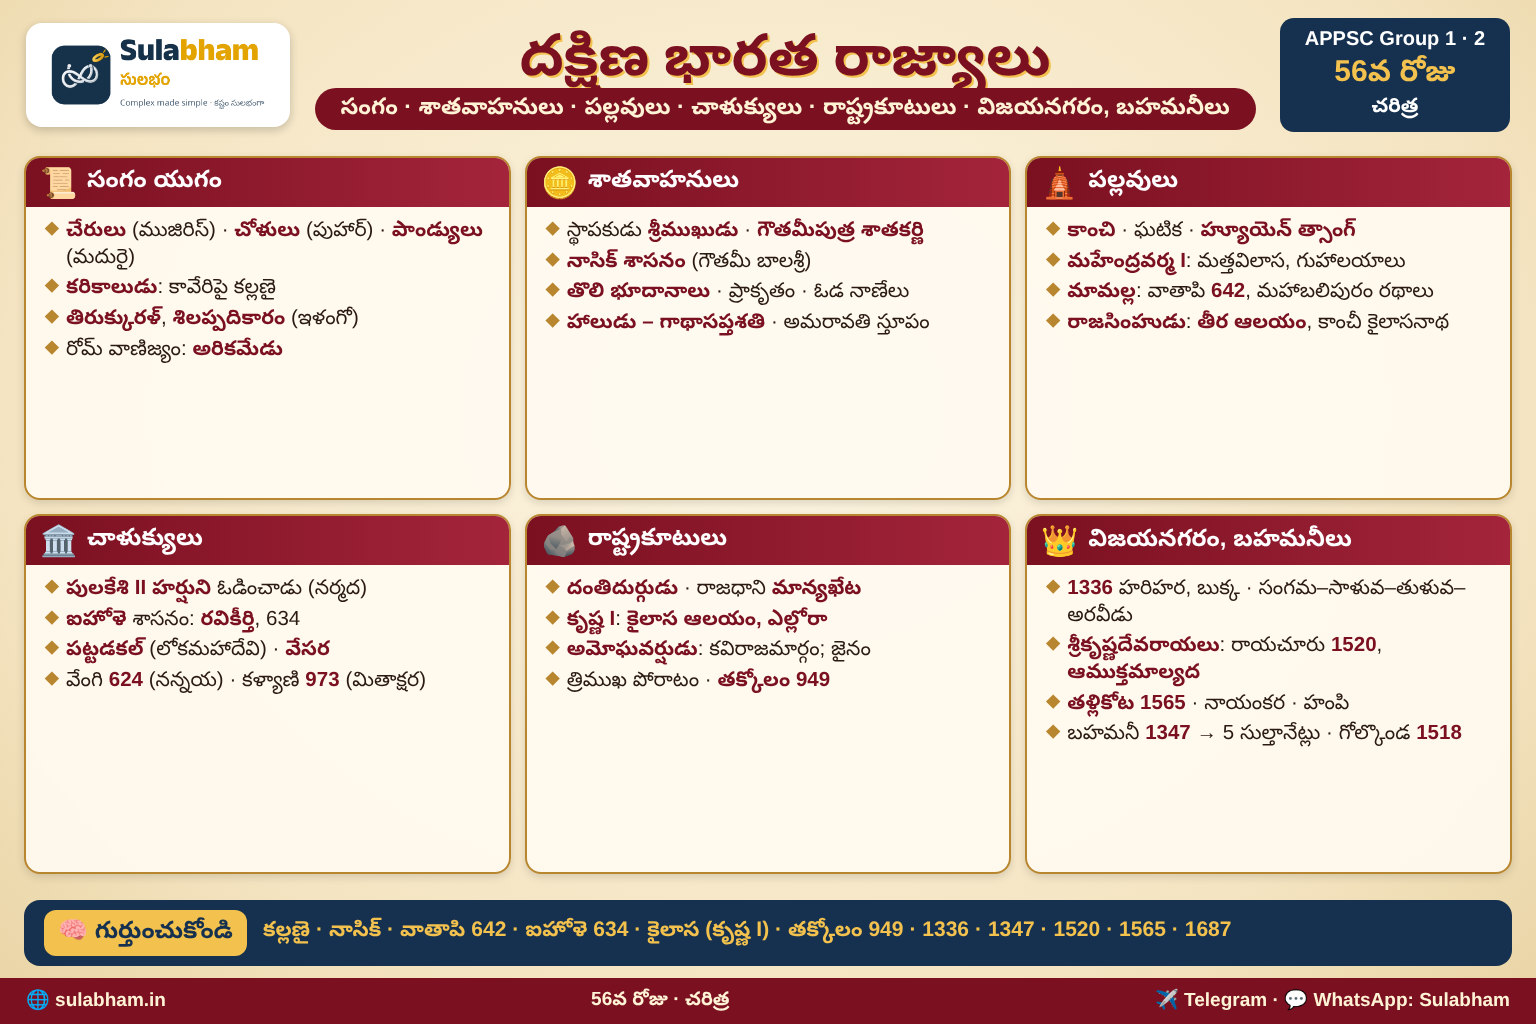 Sulabham
సులభం
Complex made simple · కష్టం సులభంగా
దక్షిణ భారత రాజ్యాలు
సంగం · శాతవాహనులు · పల్లవులు · చాళుక్యులు · రాష్ట్రకూటులు · విజయనగరం, బహమనీలు
APPSC Group 1 · 2
56వ రోజు
చరిత్ర
📜 సంగం యుగం
◆ చేరులు (ముజిరిస్) · చోళులు (పుహార్) · పాండ్యులు
(మదురై)
◆ కరికాలుడు: కావేరిపై కల్లణై
◆ తిరుక్కురళ్, శిలప్పదికారం (ఇళంగో)
◆ రోమ్ వాణిజ్యం: అరికమేడు
🪙 శాతవాహనులు
◆ స్థాపకుడు శ్రీముఖుడు · గౌతమీపుత్ర శాతకర్ణి
◆ నాసిక్ శాసనం (గౌతమీ బాలశ్రీ)
◆ తొలి భూదానాలు · ప్రాకృతం · ఓడ నాణేలు
◆ హాలుడు – గాథాసప్తశతి · అమరావతి స్తూపం
🛕 పల్లవులు
◆ కాంచి · ఘటిక · హ్యూయెన్ త్సాంగ్
◆ మహేంద్రవర్మ I: మత్తవిలాస, గుహాలయాలు
◆ మామల్ల: వాతాపి 642, మహాబలిపురం రథాలు
◆ రాజసింహుడు: తీర ఆలయం, కాంచీ కైలాసనాథ
🏛️ చాళుక్యులు
◆ పులకేశి II హర్షుని ఓడించాడు (నర్మద)
◆ ఐహోళె శాసనం: రవికీర్తి, 634
◆ పట్టడకల్ (లోకమహాదేవి) · వేసర
◆ వేంగి 624 (నన్నయ) · కళ్యాణి 973 (మితాక్షర)
🪨 రాష్ట్రకూటులు
◆ దంతిదుర్గుడు · రాజధాని మాన్యఖేట
◆ కృష్ణ I: కైలాస ఆలయం, ఎల్లోరా
◆ అమోఘవర్షుడు: కవిరాజమార్గం; జైనం
◆ త్రిముఖ పోరాటం · తక్కోలం 949
👑 విజయనగరం, బహమనీలు
◆ 1336 హరిహర, బుక్క · సంగమ–సాళువ–తుళువ–
అరవీడు
◆ శ్రీకృష్ణదేవరాయలు: రాయచూరు 1520,
ఆముక్తమాల్యద
◆ తళ్లికోట 1565 · నాయంకర · హంపి
◆ బహమనీ 1347 → 5 సుల్తానేట్లు · గోల్కొండ 1518
🧠 గుర్తుంచుకోండి కల్లణై · నాసిక్ · వాతాపి 642 · ఐహోళె 634 · కైలాస (కృష్ణ I) · తక్కోలం 949 · 1336 · 1347 · 1520 · 1565 · 1687
🌐 sulabham.in
56వ రోజు · చరిత్ర
✈️ Telegram · 💬 WhatsApp: Sulabham